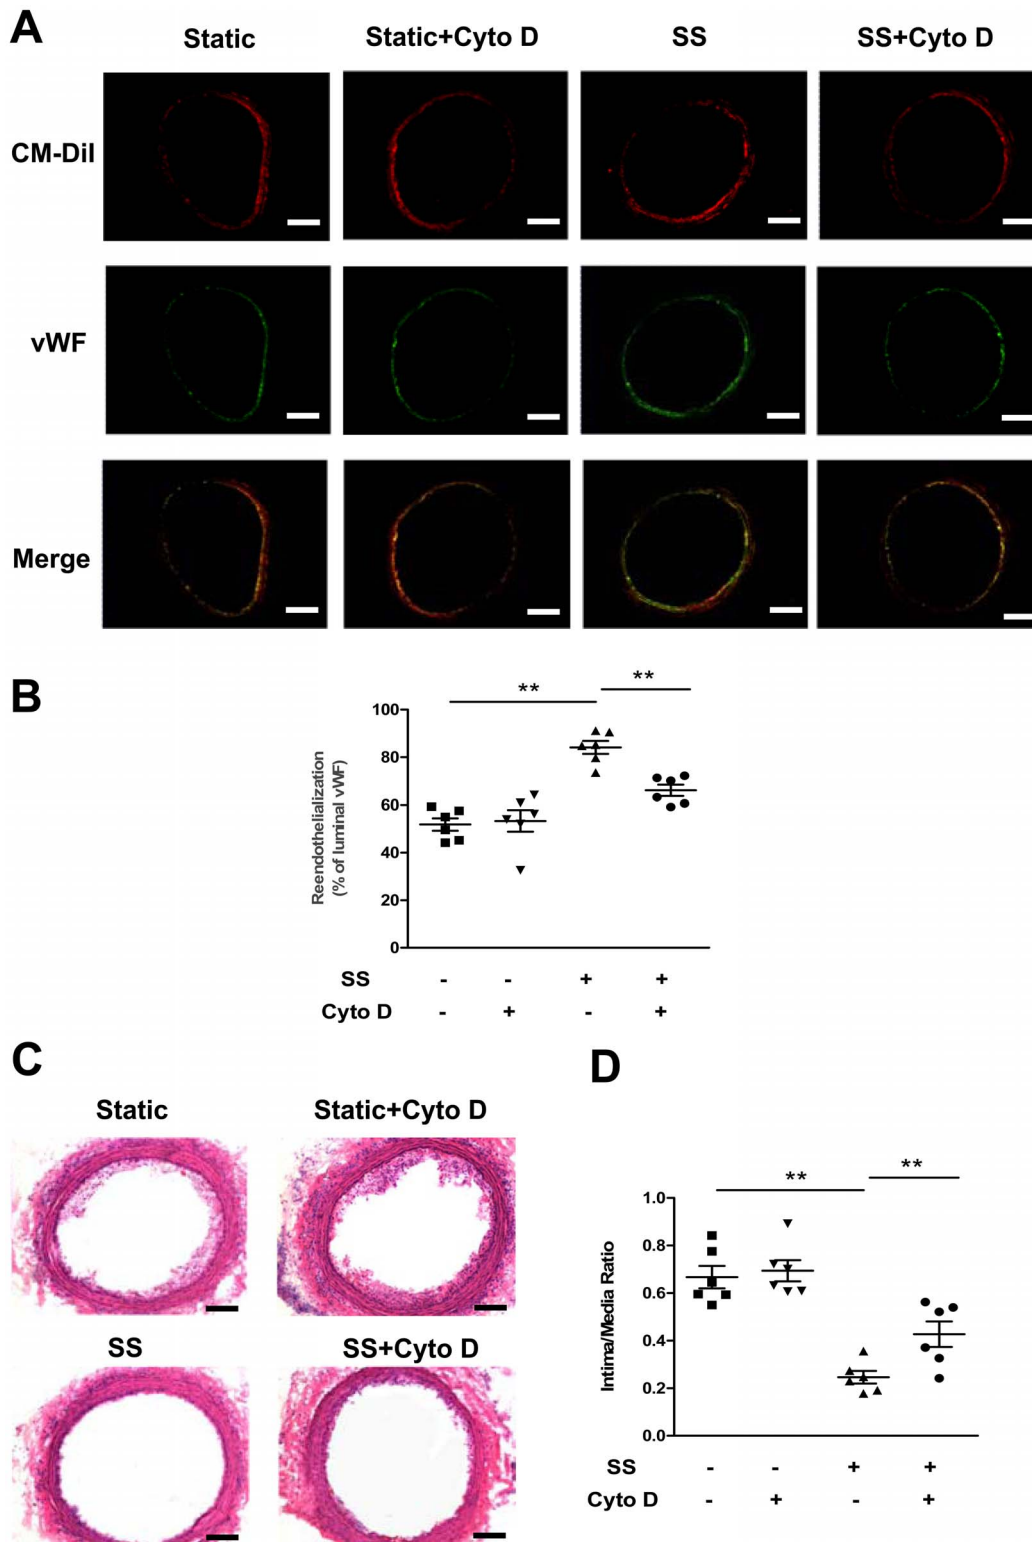 A
Static Static+Cyto D SS SS+Cyto D
CM-Dil
vWF
Merge
B
** **
Reendothelialization
(% of luminal vWF)
100
80
60
40
20
0
SS - - + +
Cyto D - + - +
C
Static Static+Cyto D
SS SS+Cyto D
D
** **
Intima/Media Ratio
1.0
0.8
0.6
0.4
0.2
0.0
SS - - + +
Cyto D - + - +